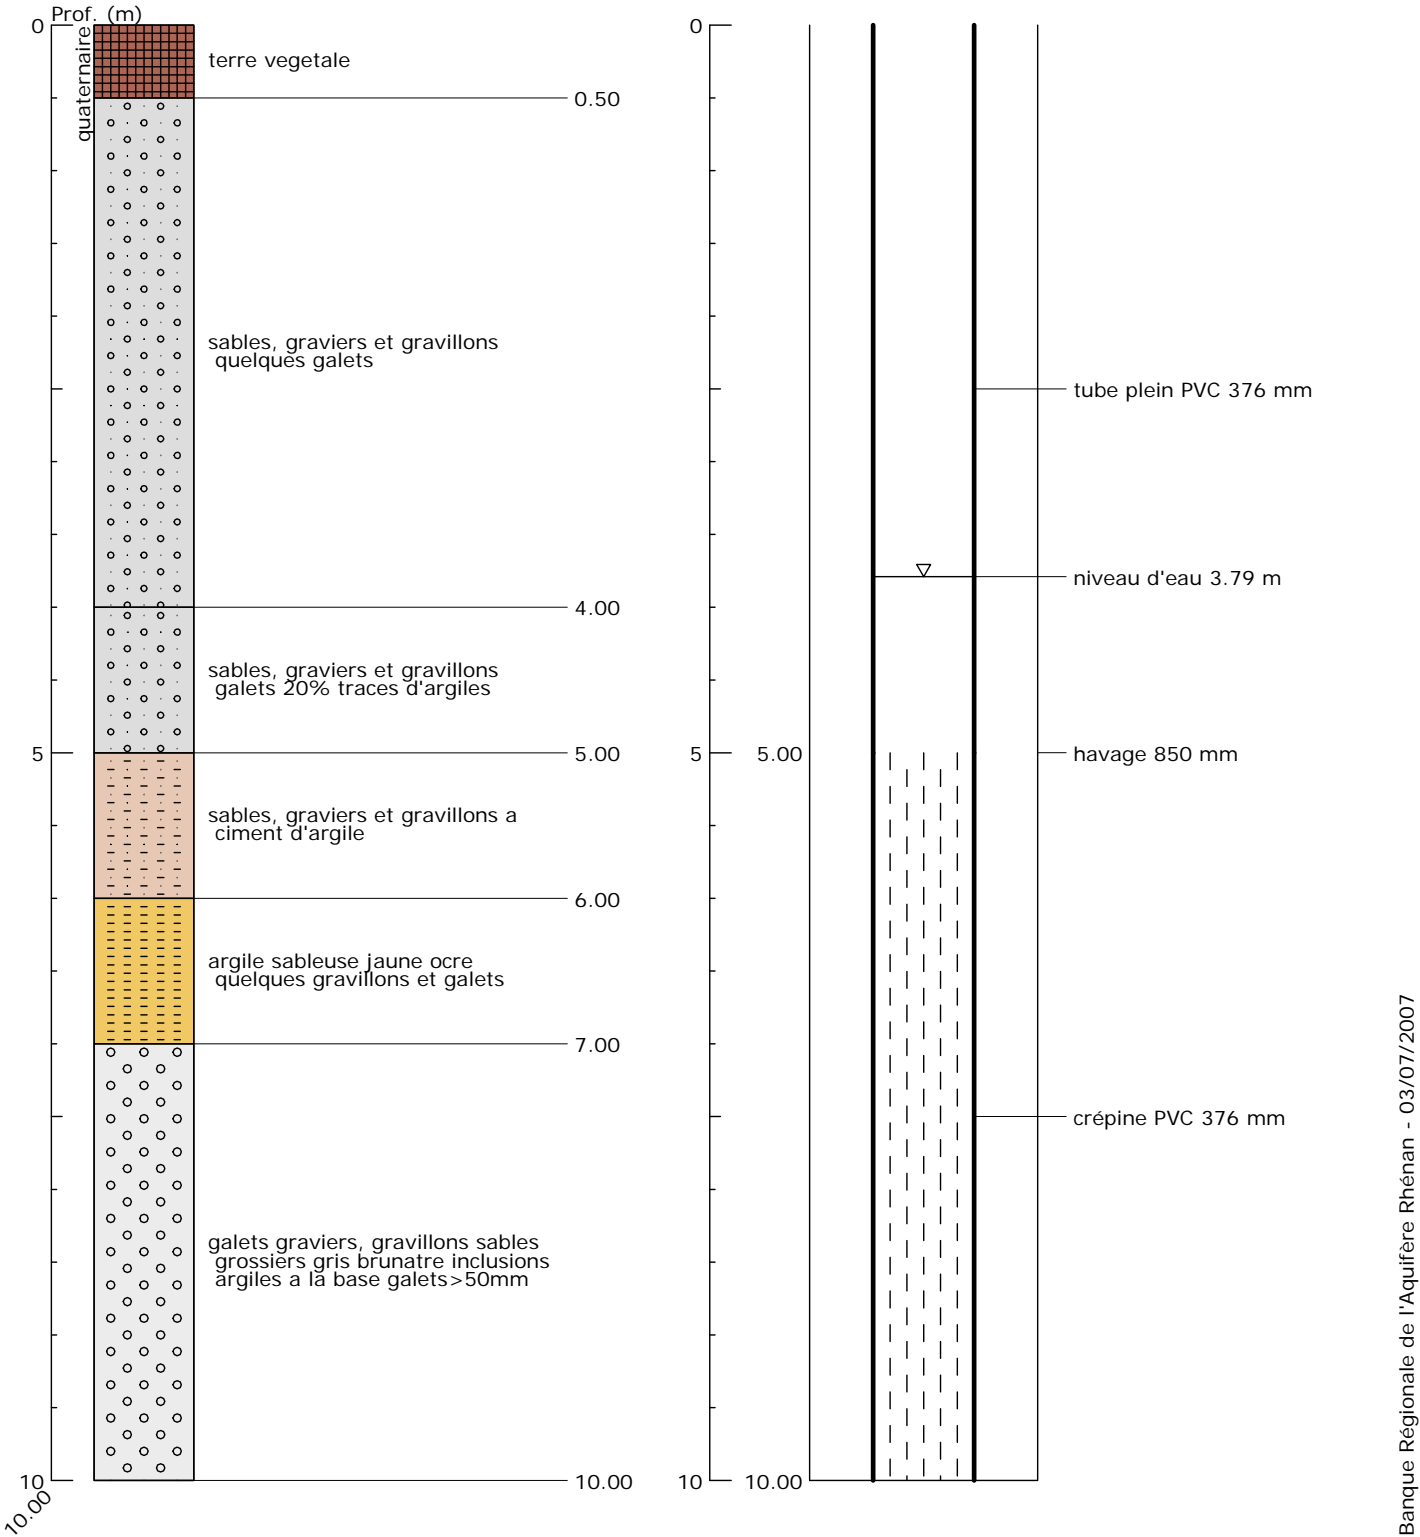 Prof. (m)
0
quaternaire
terre vegetale
0.50
sables, graviers et gravillons
quelques galets
4.00
sables, graviers et gravillons
galets 20% traces d'argiles
5
5.00
sables, graviers et gravillons a
ciment d'argile
6.00
argile sableuse jaune ocre
quelques gravillons et galets
7.00
galets graviers, gravillons sables
grossiers gris brunatre inclusions
argiles a la base galets>50mm
10
10.00
10.00
0
tube plein PVC 376 mm
niveau d'eau 3.79 m
5
5.00
havage 850 mm
crépine PVC 376 mm
10
10.00
Banque Régionale de l'Aquifère Rhénan - 03/07/2007